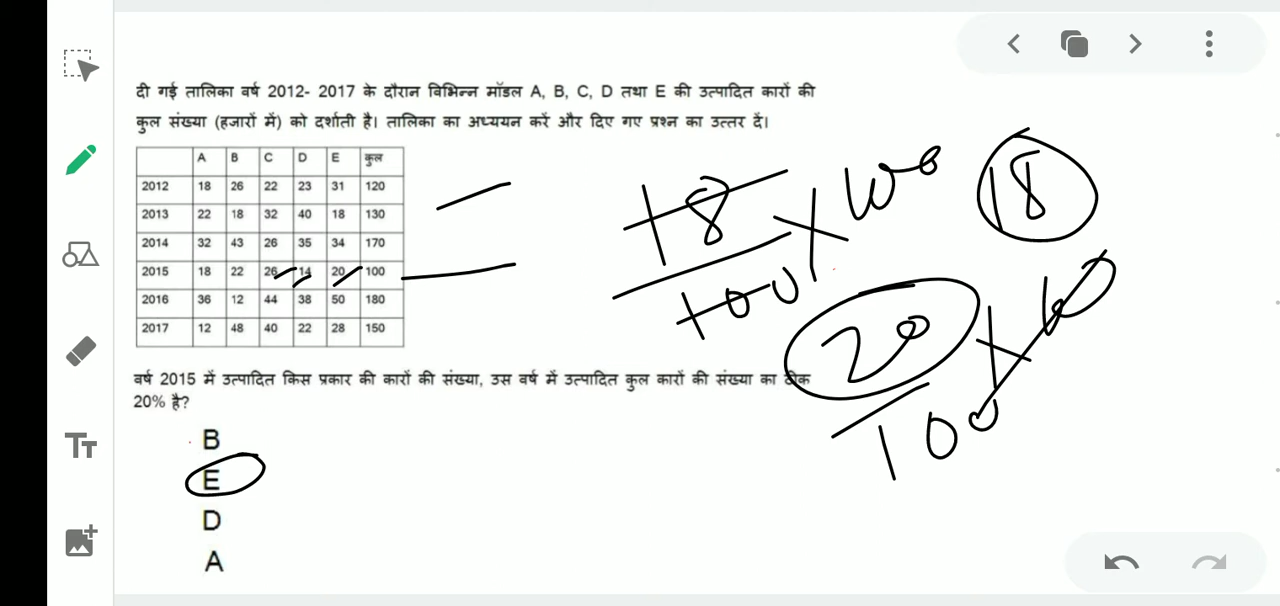 दी गई तालिका वर्ष 2012- 2017 के दौरान विभिन्न मॉडल A, B, C, D तथा E की उत्पादित कारों की
कुल संख्या (हजारों में) को दर्शाती है। तालिका का अध्ययन करें और दिए गए प्रश्न का उत्तर दें।
A B C D E कुल
2012 18 26 22 23 31 120
2013 22 18 32 40 18 130
2014 32 43 26 35 34 170
2015 18 22 26 14 20 100
2016 36 12 44 38 50 180
2017 12 48 40 22 28 150
वर्ष 2015 में उत्पादित किस प्रकार की कारों की संख्या, उस वर्ष में उत्पादित कुल कारों की संख्या का ठीक
20% है?
B
E
D
A
18
100 × 100
18
20
100 × 100
Tт